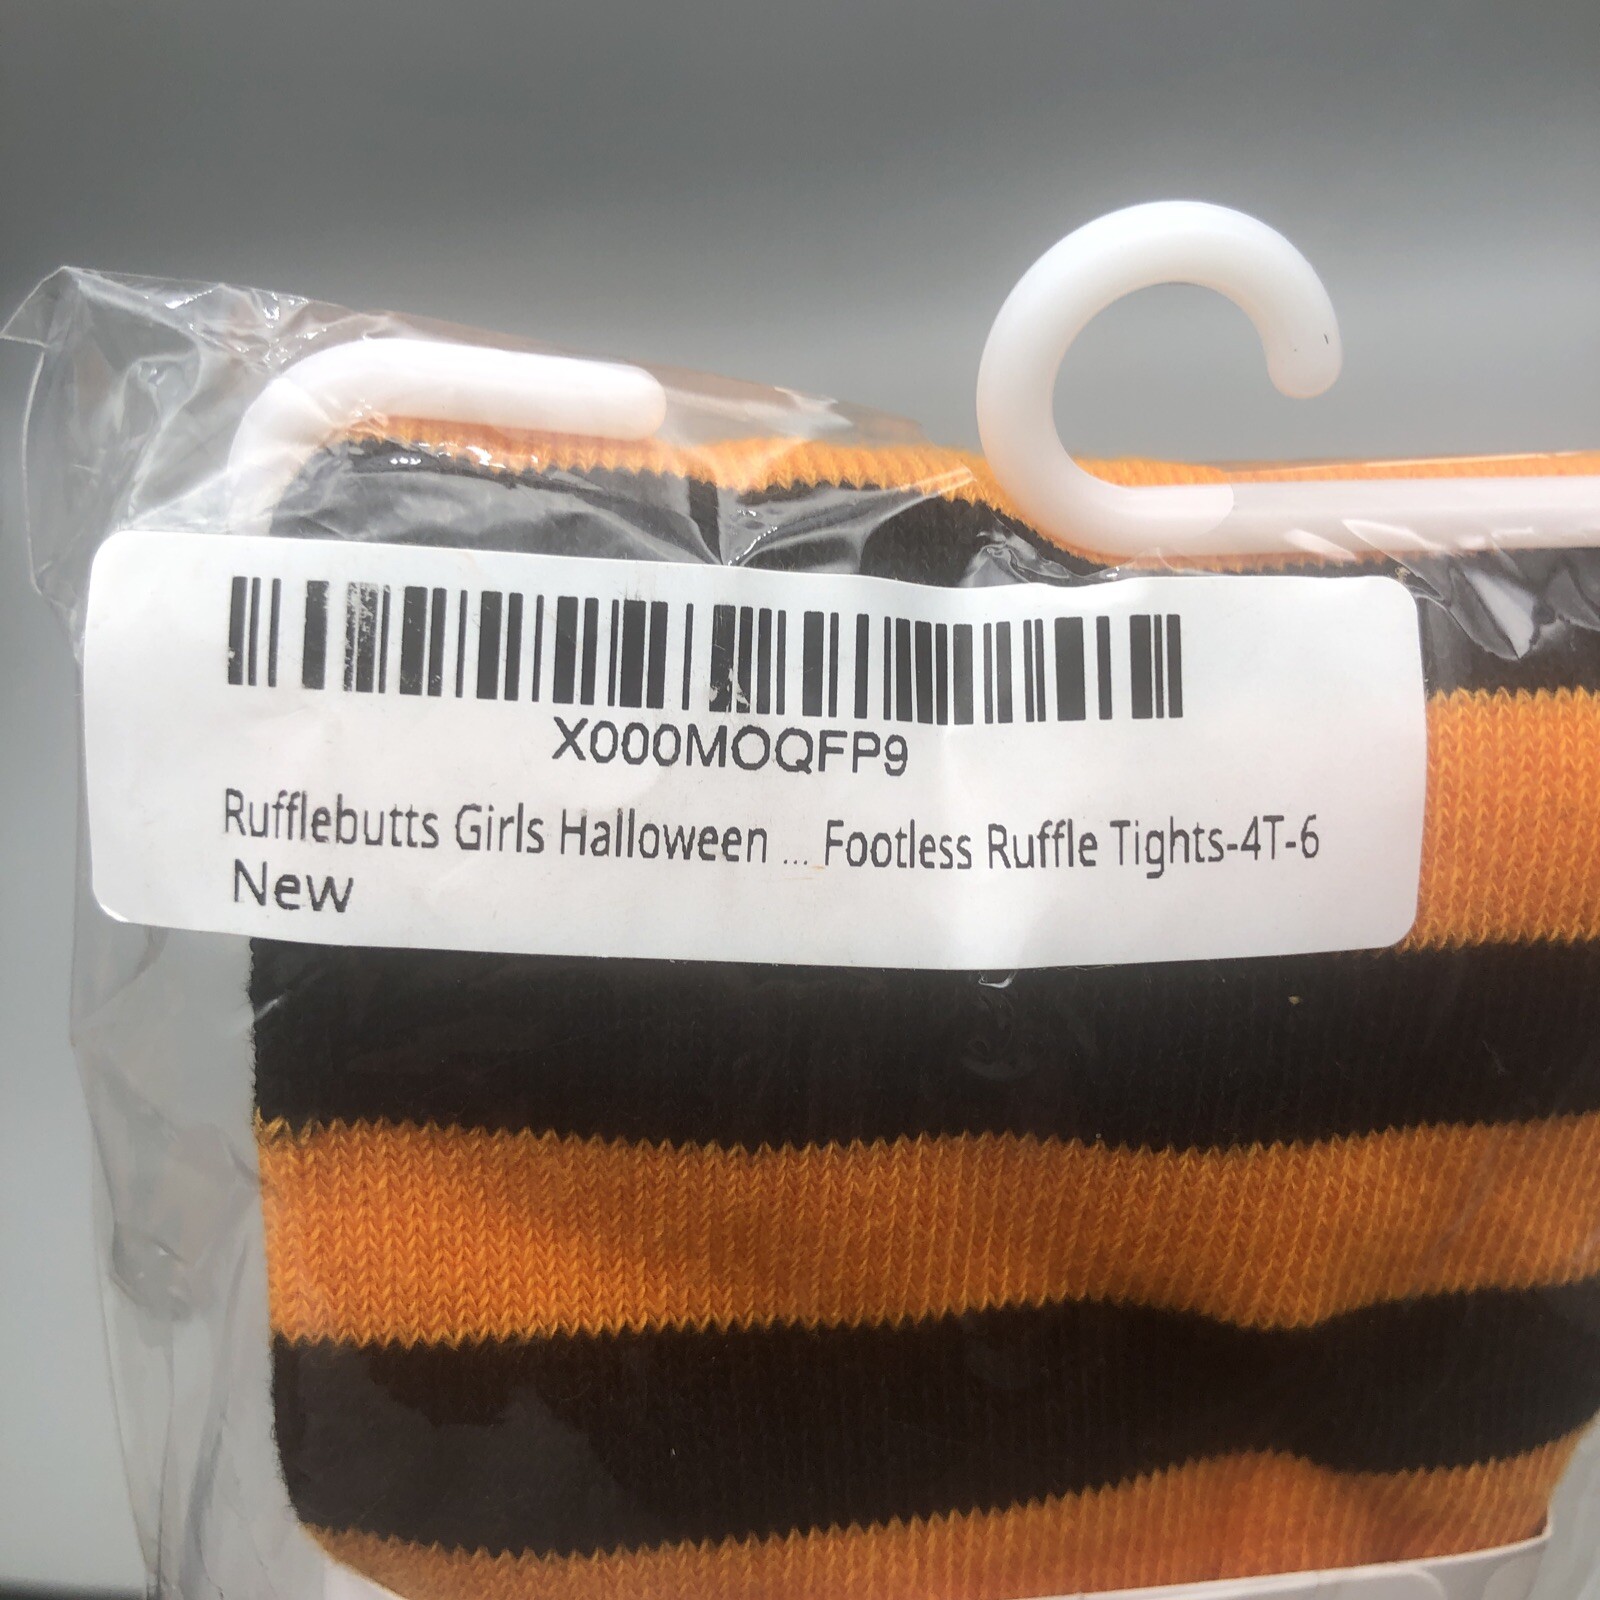 X000MOQFP9
Rufflebutts Girls Halloween ... Footless Ruffle Tights-4T-6
New